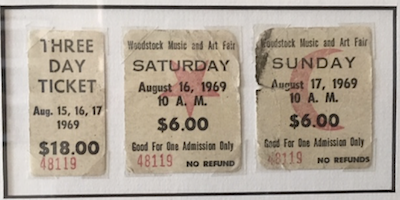 THREE
DAY
TICKET
Aug. 15, 16, 17
1969
$18.00
48119
Woodstock Music and Art Fair
SATURDAY
August 16, 1969
10 A. M.
$6.00
Good For One Admission Only
48119 NO REFUND
Woodstock Music and Art Fair
SUNDAY
August 17, 1969
10 A. M.
$6.00
Good For One Admission Only
48119 NO REFUNDS